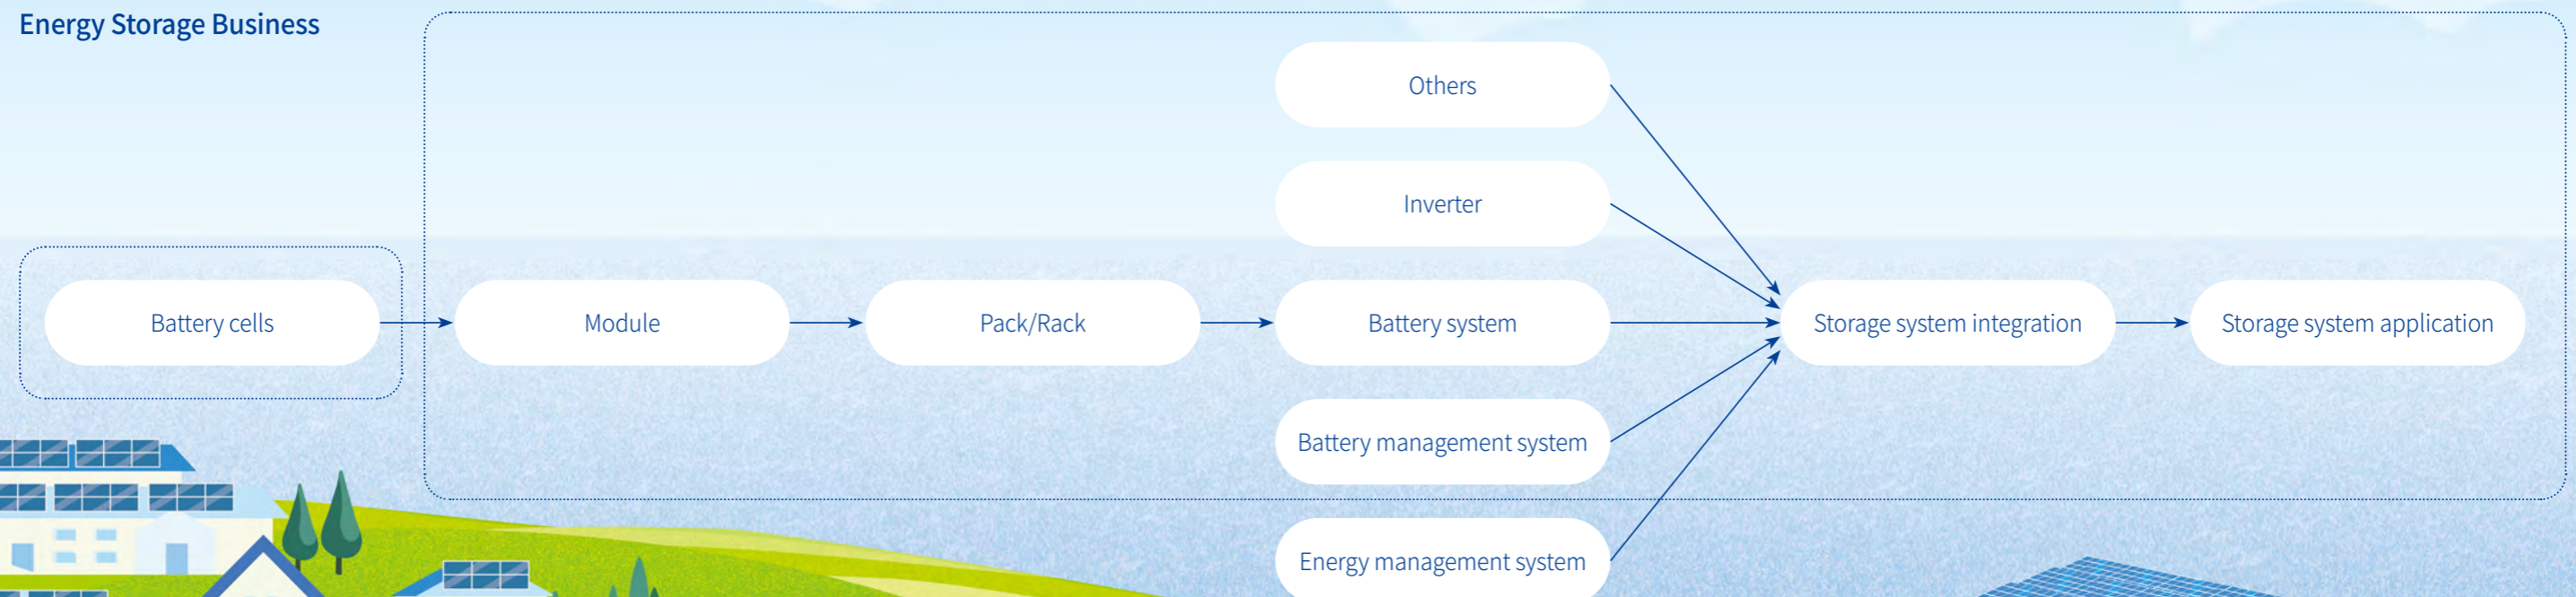 Energy Storage Business
Others
Inverter
Battery cells
Module
Pack/Rack
Battery system
Storage system integration
Storage system application
Battery management system
Energy management system